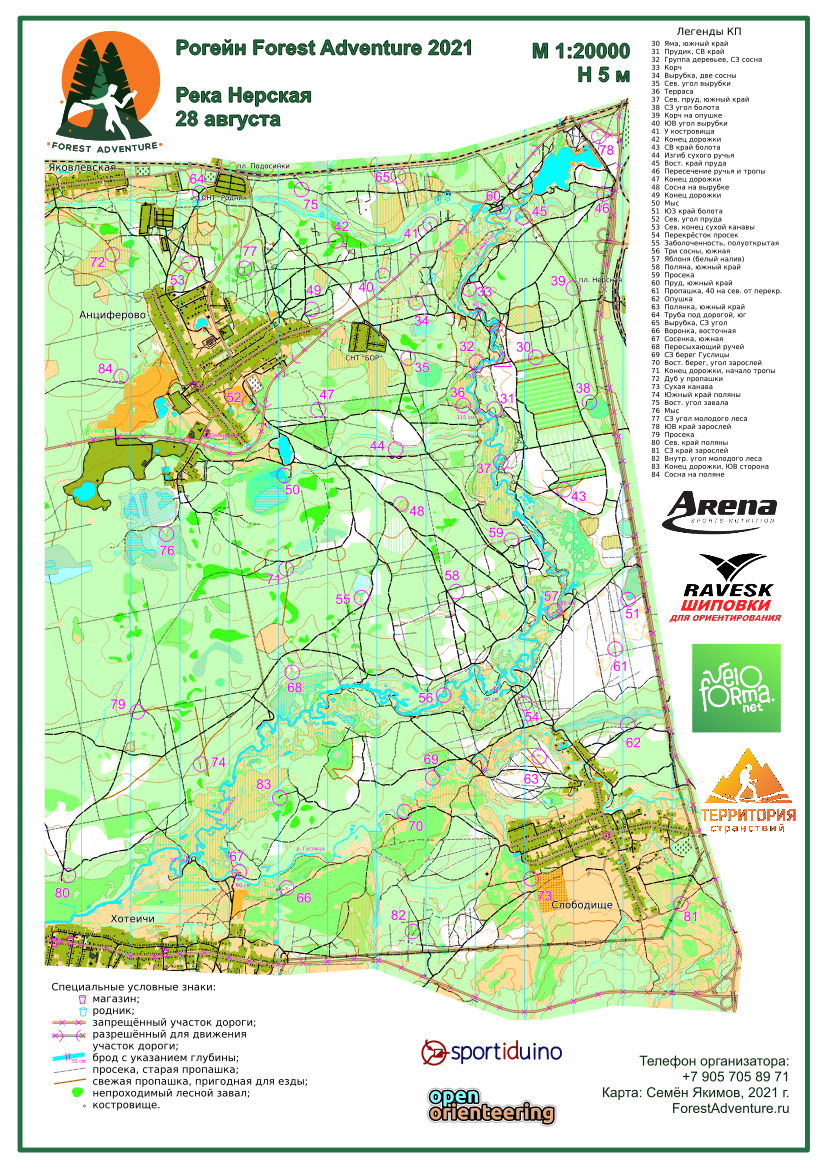 Рогейн Forest Adventure 2021
М 1:20000
Н 5 м
Река Нерская
28 августа
FOREST ADVENTURE
Легенды КП
30 Яма, южный край
31 Прудик, СВ край
32 Группа деревьев, СЗ сосна
33 Корч
34 Вырубка, две сосны
35 Сев. угол вырубки
36 Терраса
37 Сев. пруд, южный край
38 СЗ угол болота
39 Корч на опушке
40 ЮВ угол вырубки
41 У костровища
42 Конец дорожки
43 СВ край болота
44 Изгиб сухого ручья
45 Вост. край пруда
46 Пересечение ручья и тропы
47 Конец дорожки
48 Сосна на вырубке
49 Конец дорожки
50 Мыс
51 ЮЗ край болота
52 Сев. угол пруда
53 Сев. конец сухой канавы
54 Перекрёсток просек
55 Заболоченность, полуоткрытая
56 Три сосны, южная
57 Яблоня (белый налив)
58 Поляна, южный край
59 Просека
60 Пруд, южный край
61 Пропашка, 40 на сев. от перекр.
62 Опушка
63 Полянка, южный край
64 Труба под дорогой, юг
65 Вырубка, СЗ угол
66 Воронка, восточная
67 Сосенка, южная
68 Пересыхающий ручей
69 СЗ берег Гуслицы
70 Вост. берег, угол зарослей
71 Конец дорожки, начало тропы
72 Дуб у пропашки
73 Сухая канава
74 Южный край поляны
75 Вост. угол завала
76 Мыс
77 СЗ угол молодого леса
78 ЮВ край зарослей
79 Просека
80 Сев. край поляны
81 СЗ край зарослей
82 Внутр. угол молодого леса
83 Конец дорожки, ЮВ сторона
84 Сосна на поляне
Яковлевская
пл. Подосинки
64
СНТ "Родник"
75
65
60
78
45
46
72
53
77
42
41
40
49
33
39
пл. Нерская
Анциферово
34
СНТ "БОР"
84
52
47
35
32
30
36
115 см
31
38
44
50
37
43
48
76
59
71
55
58
57
51
61
68
56
54
79
62
74
83
69
63
70
67
р. Гуслица
66
80
82
73
Слободище
81
Хотеичи
Arena
SPORTS NUTRITION
RAVESK
ШИПОВКИ
ДЛЯ ОРИЕНТИРОВАНИЯ
Veloforma.net
ТЕРРИТОРИЯ
странствий
Специальные условные знаки:
магазин;
родник;
запрещённый участок дороги;
разрешённый для движения
участок дороги;
30 см
брод с указанием глубины;
просека, старая пропашка;
свежая пропашка, пригодная для езды;
непроходимый лесной завал;
костровище.
sportiduino
open
orienteering
Телефон организатора:
+7 905 705 89 71
Карта: Семён Якимов, 2021 г.
ForestAdventure.ru